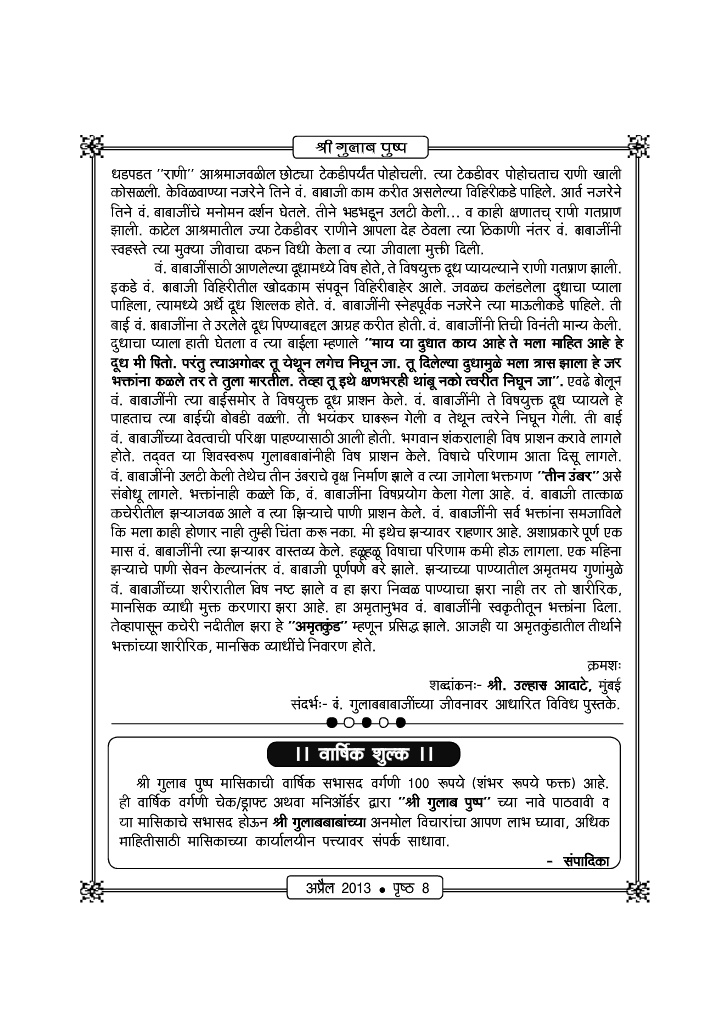 श्री गुलाब पुष्प
धडपडत "राणी" आश्रमाजवळील छोट्या टेकडीपर्यंत पोहोचली. त्या टेकडीवर पोहोचताच राणी खाली
कोसळली. केविळवाण्या नजरेने तिने वं. बाबाजी काम करीत असलेल्या विहिरीकडे पाहिले. आर्त नजरेने
तिने वं. बाबाजींचे मनोमन दर्शन घेतले. तीने भडभडून उलटी केली... व काही क्षणातच् राणी गतप्राण
झाली. काटेल आश्रमातील ज्या टेकडीवर राणीने आपला देह ठेवला त्या ठिकाणी नंतर वं. बाबाजींनी
स्वहस्ते त्या मुक्या जीवाचा दफन विधी केला व त्या जीवाला मुक्ती दिली.
वं. बाबाजींसाठी आणलेल्या दूधामध्ये विष होते, ते विषयुक्त दूध प्यायल्याने राणी गतप्राण झाली.
इकडे वं. बाबाजी विहिरीतील खोदकाम संपवून विहिरीबाहेर आले. जवळच कलंडलेला दुधाचा प्याला
पाहिला, त्यामध्ये अर्धे दूध शिल्लक होते. वं. बाबाजींनी स्नेहपूर्वक नजरेने त्या माऊलीकडे पाहिले. ती
बाई वं. बाबाजींना ते उरलेले दूध पिण्याबद्दल आग्रह करीत होती. वं. बाबाजींनी तिची विनंती मान्य केली.
दुधाचा प्याला हाती घेतला व त्या बाईला म्हणाले "माय या दुधात काय आहे ते मला माहित आहे हे
दूध मी पितो. परंतु त्याअगोदर तू येथून लगेच निघून जा. तू दिलेल्या दुधामुळे मला त्रास झाला हे जर
भक्तांना कळले तर ते तुला मारतील. तेव्हा तू इथे क्षणभरही थांबू नको त्वरीत निघून जा". एवढे बोलून
वं. बाबाजींनी त्या बाईसमोर ते विषयुक्त दूध प्राशन केले. वं. बाबाजींनी ते विषयुक्त दूध प्यायले हे
पाहताच त्या बाईची बोबडी वळ्ली. ती भयंकर घाबरून गेली व तेथून त्वरेने निघून गेली. ती बाई
वं. बाबाजींच्या देवत्वाची परिक्षा पाहण्यासाठी आली होती. भगवान शंकरालाही विष प्राशन करावे लागले
होते. तद्वत या शिवस्वरूप गुलाबबाबांनीही विष प्राशन केले. विषाचे परिणाम आता दिसू लागले.
वं. बाबाजींनी उलटी केली तेथेच तीन उंबराचे वृक्ष निर्माण झाले व त्या जागेला भक्तगण "तीन उंबर" असे
संबोधू लागले. भक्तांनाही कळ्ले कि, वं. बाबाजींना विषप्रयोग केला गेला आहे. वं. बाबाजी तात्काळ
कचेरीतील झऱ्याजवळ आले व त्या झिऱ्याचे पाणी प्राशन केले. वं. बाबाजींनी सर्व भक्तांना समजाविले
कि मला काही होणार नाही तुम्ही चिंता करू नका. मी इथेच झऱ्यावर राहणार आहे. अशाप्रकारे पूर्ण एक
मास वं. बाबाजींनी त्या झऱ्यावर वास्तव्य केले. हळूहळू विषाचा परिणाम कमी होऊ लागला. एक महिना
झऱ्याचे पाणी सेवन केल्यानंतर वं. बाबाजी पूर्णपणे बरे झाले. झऱ्याच्या पाण्यातील अमृतमय गुणांमुळे
वं. बाबाजींच्या शरीरातील विष नष्ट झाले व हा झरा निव्वळ पाण्याचा झरा नाही तर तो शारीरिक,
मानसिक व्याधी मुक्त करणारा झरा आहे. हा अमृतानुभव वं. बाबाजींनी स्वकृतीतून भक्तांना दिला.
तेव्हापासून कचेरी नदीतील झरा हे "अमृतकुंड" म्हणून प्रसिद्ध झाले. आजही या अमृतकुंडातील तीर्थाने
भक्तांच्या शारीरिक, मानसिक व्याधींचे निवारण होते.
क्रमशः
शब्दांकनः- श्री. उल्हास आदाटे, मुंबई
संदर्भः- वं. गुलाबबाबाजींच्या जीवनावर आधारित विविध पुस्तके.
।। वार्षिक शुल्क ।।
श्री गुलाब पुष्प मासिकाची वार्षिक सभासद वर्गणी 100 रूपये (शंभर रूपये फक्त) आहे.
ही वार्षिक वर्गणी चेक/ड्राफ्ट अथवा मनिऑर्डर द्वारा "श्री गुलाब पुष्प" च्या नावे पाठवावी व
या मासिकाचे सभासद होऊन श्री गुलाबबाबांच्या अनमोल विचारांचा आपण लाभ घ्यावा, अधिक
माहितीसाठी मासिकाच्या कार्यालयीन पत्त्यावर संपर्क साधावा.
- संपादिका
अप्रैल 2013 • पृष्ठ 8